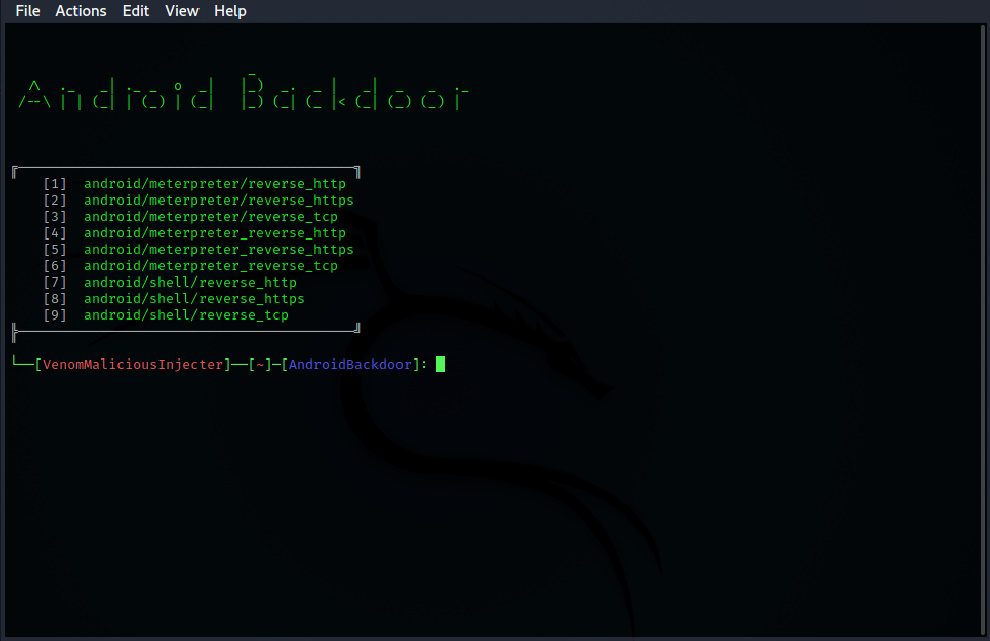 File Actions Edit View Help
Android Backdoor
[1] android/meterpreter/reverse_http
[2] android/meterpreter/reverse_https
[3] android/meterpreter/reverse_tcp
[4] android/meterpreter_reverse_http
[5] android/meterpreter_reverse_https
[6] android/meterpreter_reverse_tcp
[7] android/shell/reverse_http
[8] android/shell/reverse_https
[9] android/shell/reverse_tcp
└──[VenomMaliciousInjecter]──[~]─[AndroidBackdoor]: